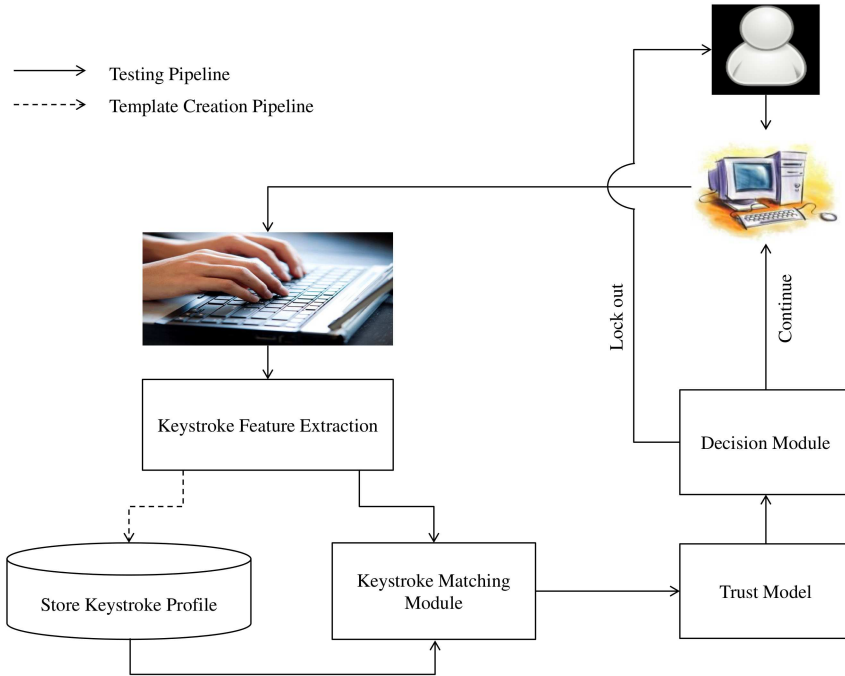 Testing Pipeline
Template Creation Pipeline
Lock out
Continue
Keystroke Feature Extraction
Decision Module
Store Keystroke Profile
Keystroke Matching
Module
Trust Model